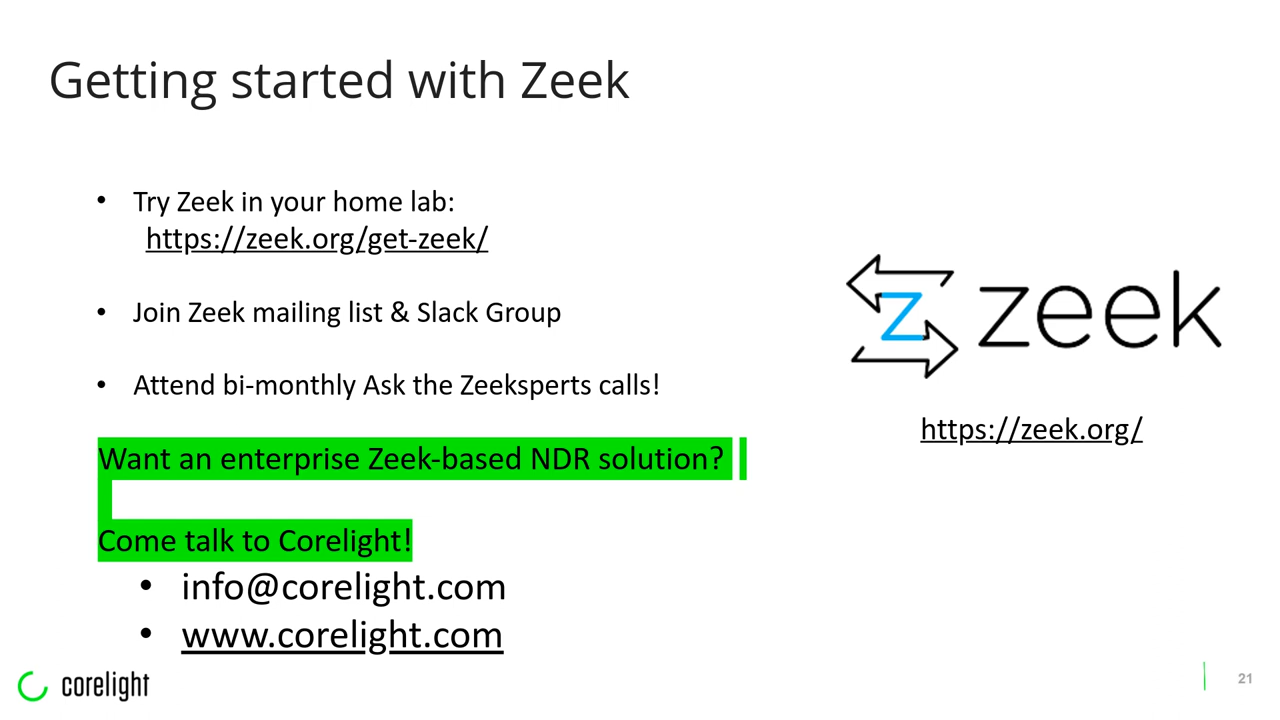 Getting started with Zeek
• Try Zeek in your home lab:
https://zeek.org/get-zeek/
• Join Zeek mailing list & Slack Group
• Attend bi-monthly Ask the Zeeksperts calls!
Want an enterprise Zeek-based NDR solution?
Come talk to Corelight!
• info@corelight.com
• www.corelight.com
z zeek
https://zeek.org/
corelight
21